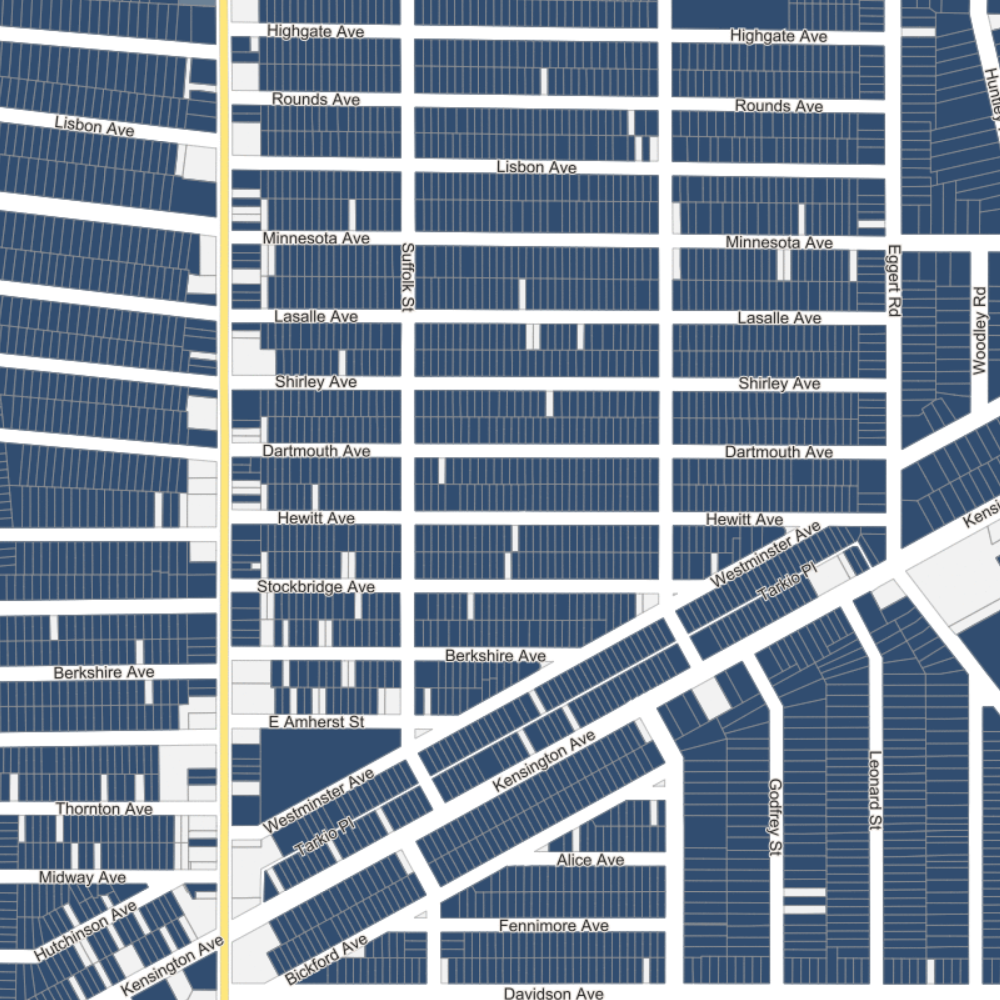 Highgate Ave
Highgate Ave
Rounds Ave
Rounds Ave
Lisbon Ave
Lisbon Ave
Minnesota Ave
Minnesota Ave
Suffolk St
Eggert Rd
Woodley Rd
Lasalle Ave
Lasalle Ave
Shirley Ave
Shirley Ave
Dartmouth Ave
Dartmouth Ave
Hewitt Ave
Hewitt Ave
Westminster Ave
Tarkio Pl
Stockbridge Ave
Berkshire Ave
Berkshire Ave
E Amherst St
Kensington Ave
Westminster Ave
Tarkio Pl
Thornton Ave
Godfrey St
Leonard St
Alice Ave
Midway Ave
Hutchinson Ave
Kensington Ave
Fennimore Ave
Bickford Ave
Davidson Ave